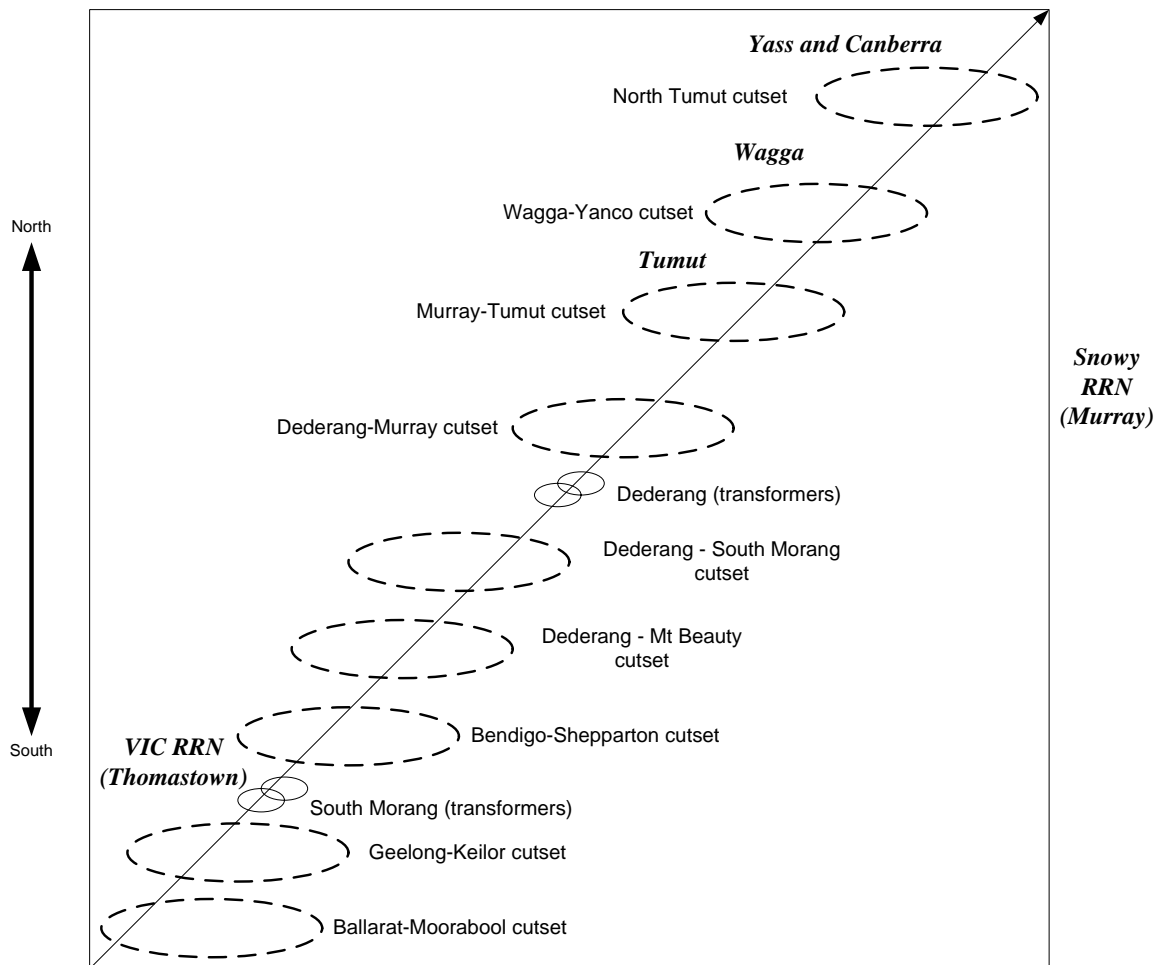 Yass and Canberra
North Tumut cutset
Wagga
Wagga-Yanco cutset
North
Tumut
Murray-Tumut cutset
Snowy
RRN
(Murray)
Dederang-Murray cutset
Dederang (transformers)
Dederang - South Morang
cutset
Dederang - Mt Beauty
cutset
Bendigo-Shepparton cutset
South
VIC RRN
(Thomastown)
South Morang (transformers)
Geelong-Keilor cutset
Ballarat-Moorabool cutset